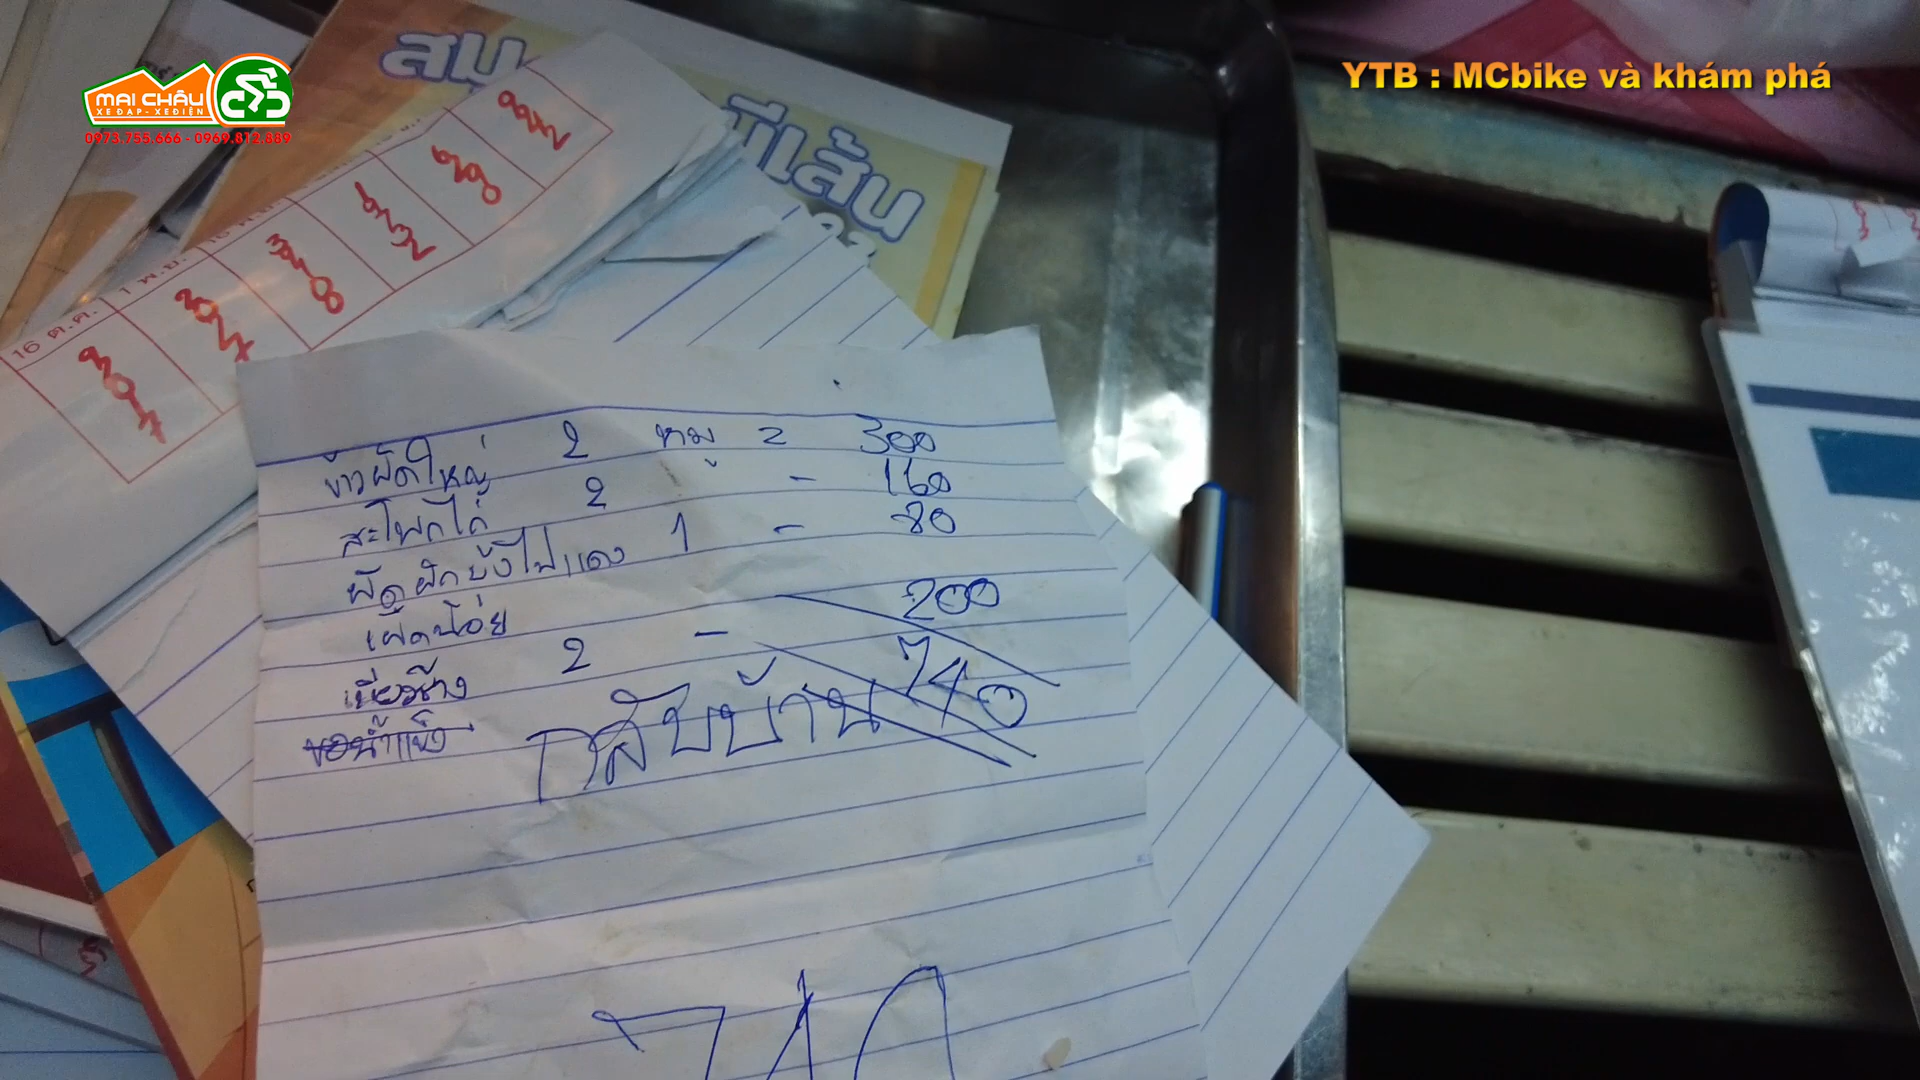 MAI CHÂU
XE ĐẠP - XE ĐIỆN
0973.755.666 - 0969.812.889
YTB : MCbike và khám phá
สมุ
มีเส้น
16 ต.ค.
1 พ.ย.
ข้าวผัดใหญ่ 2 หมู 2 300
สะโพกไก่ 2 - 160
ผัดผักบุ้งไฟแดง 1 - 80
เผ็ดน้อย 200
เบียร์ช้าง 2 - 740
ขอน้ำแข็ง
กลับบ้าน
740